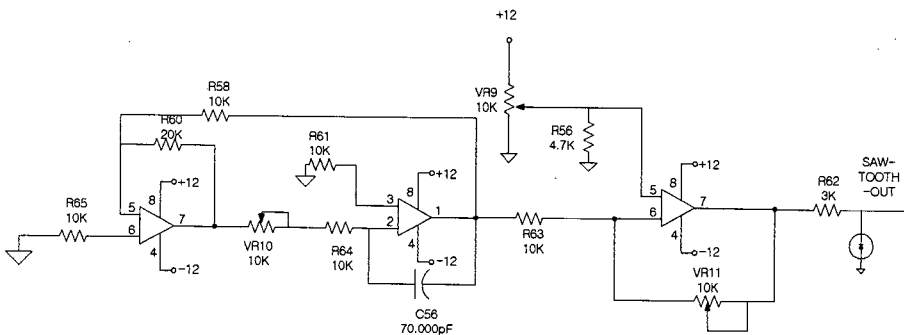 +12
R58
10K
VR9
10K
R60
20K
R61
10K
R56
4.7K
+12
+12
+12
SAW-
TOOTH
-OUT
R65
10K
5
8
6
7
4
3
8
2
1
4
5
8
6
7
4
R62
3K
-12
VR10
10K
R64
10K
-12
R63
10K
-12
C56
70.000pF
VR11
10K